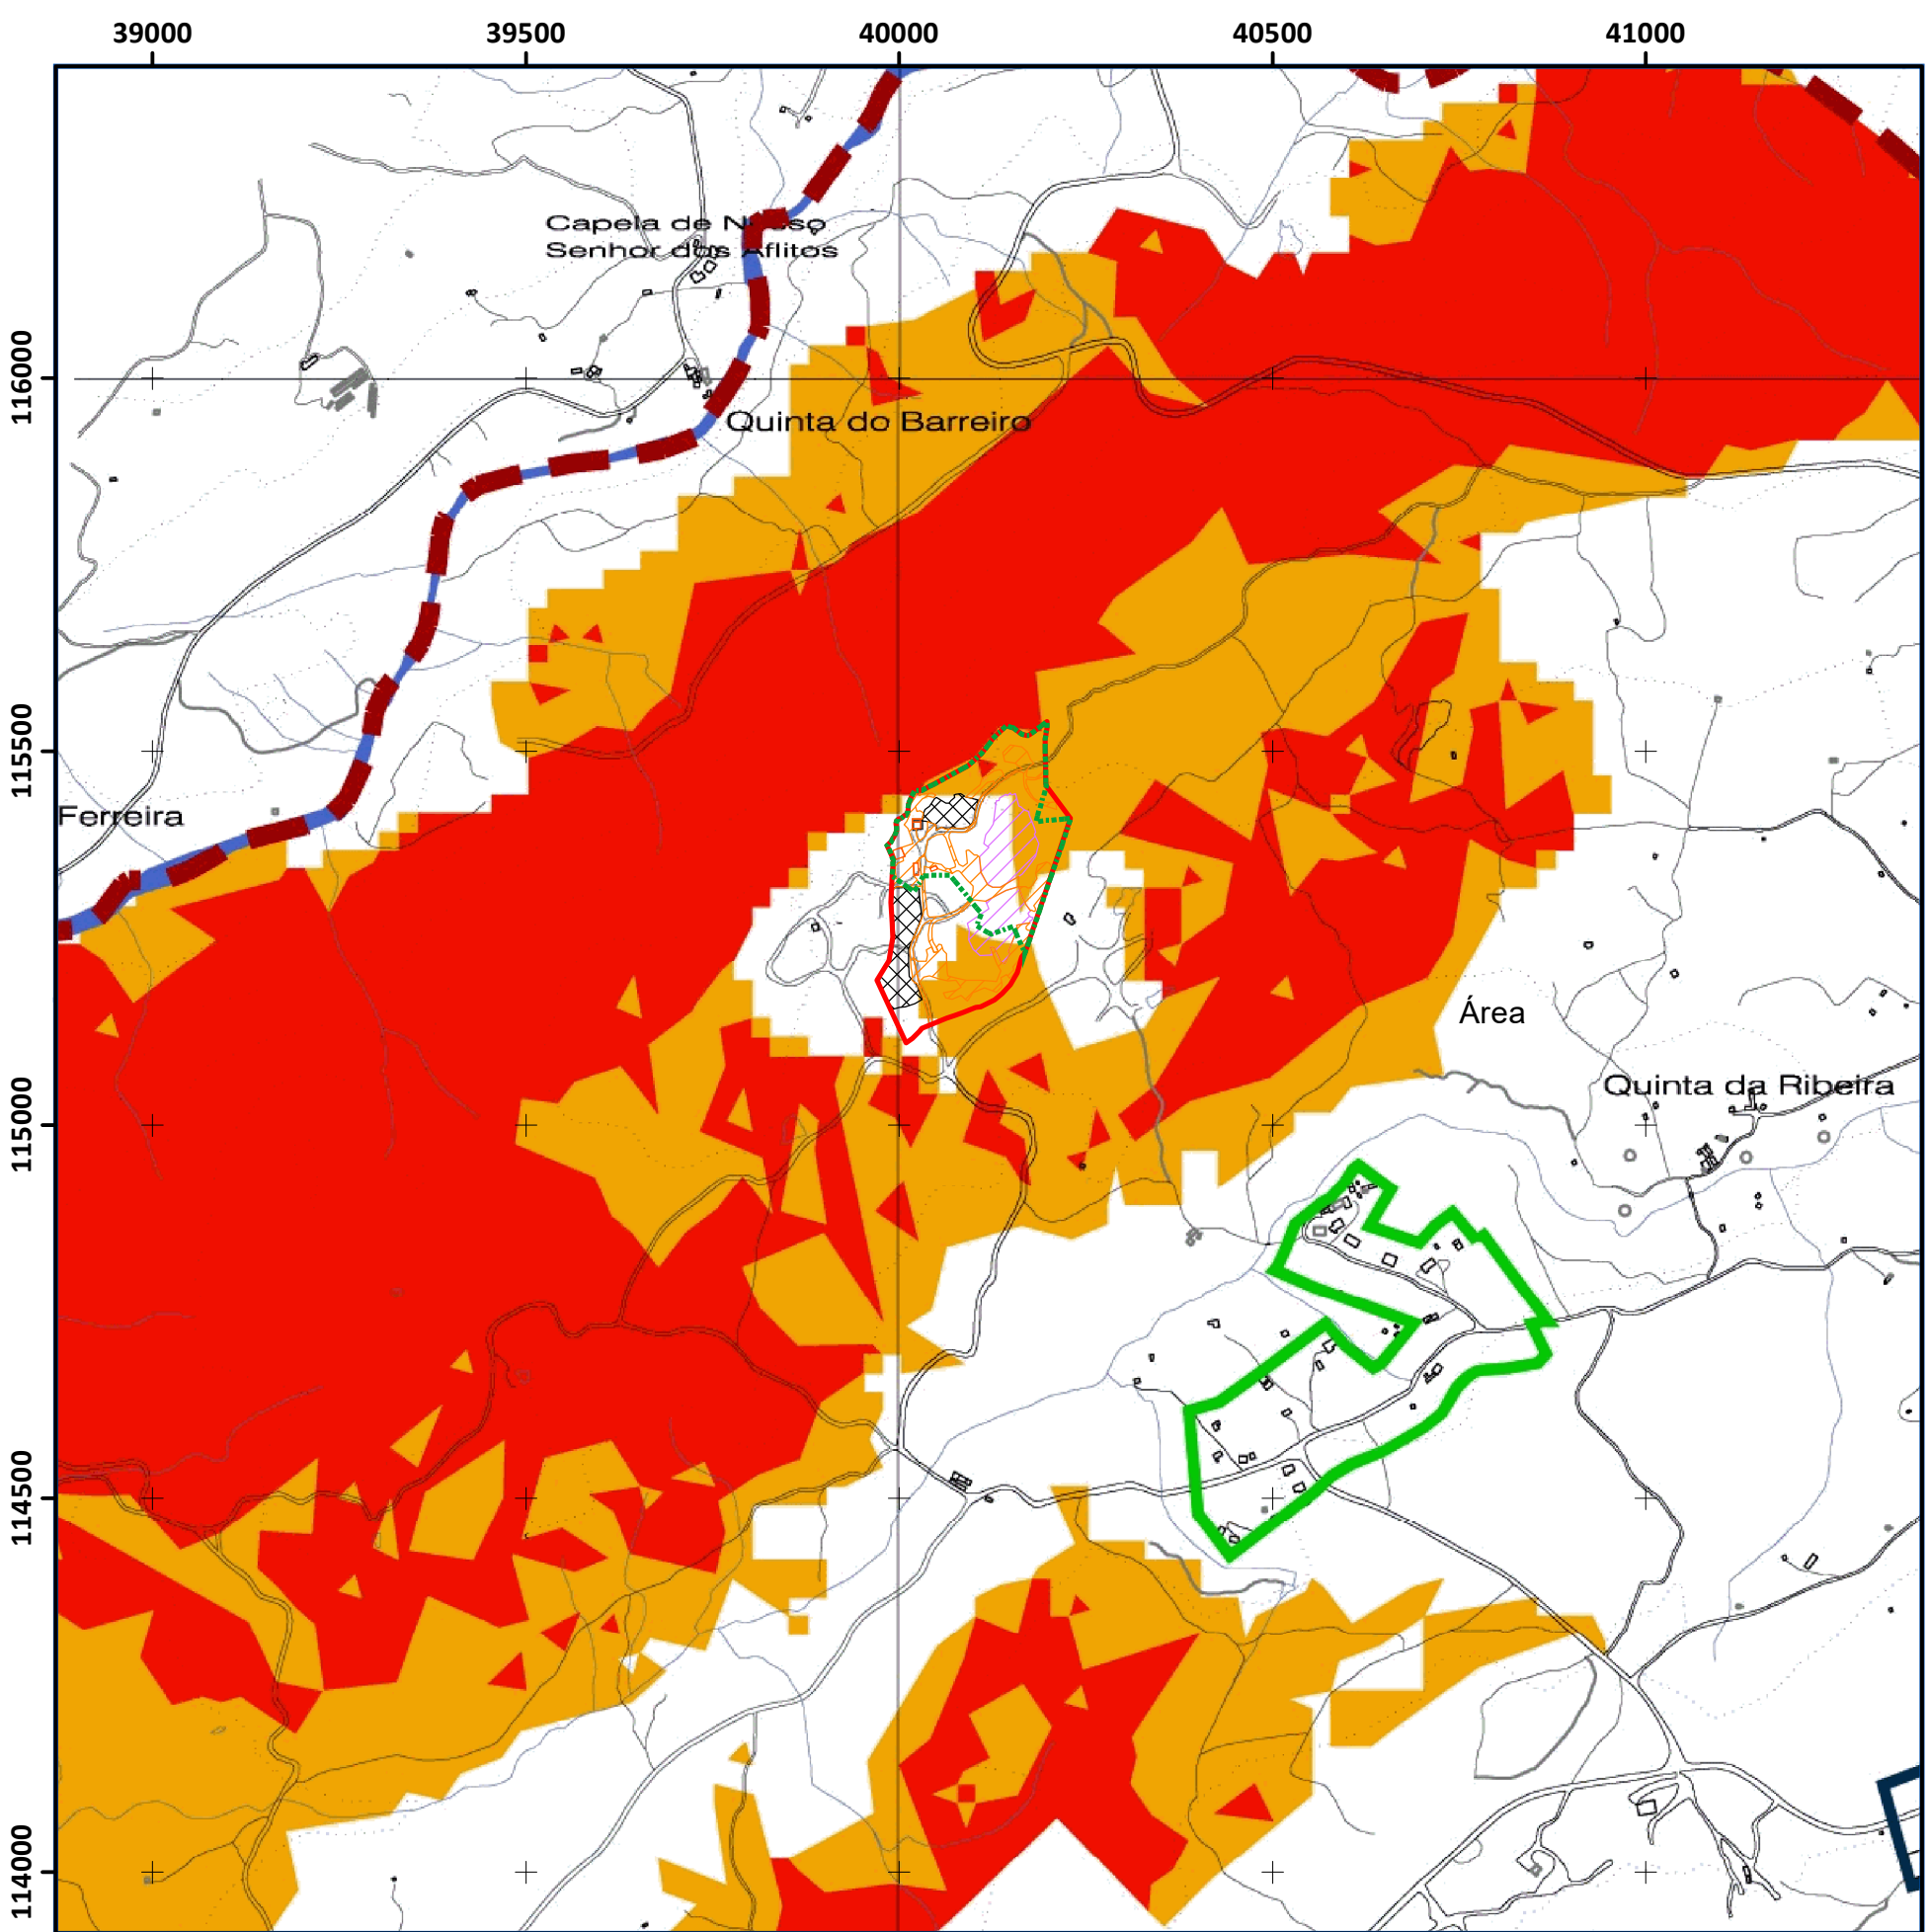 39000 39500 40000 40500 41000
Capela de N sso
Senhor dos Aflitos
116000
Quinta do Barreiro
115500
Ferreira
Área
Quinta da Ribeira
115000
114500
114000